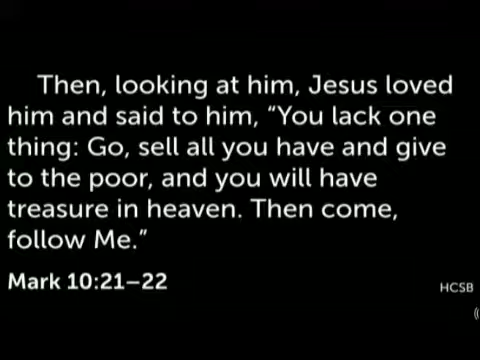 Then, looking at him, Jesus loved
him and said to him, “You lack one
thing: Go, sell all you have and give
to the poor, and you will have
treasure in heaven. Then come,
follow Me.”
Mark 10:21–22
HCSB